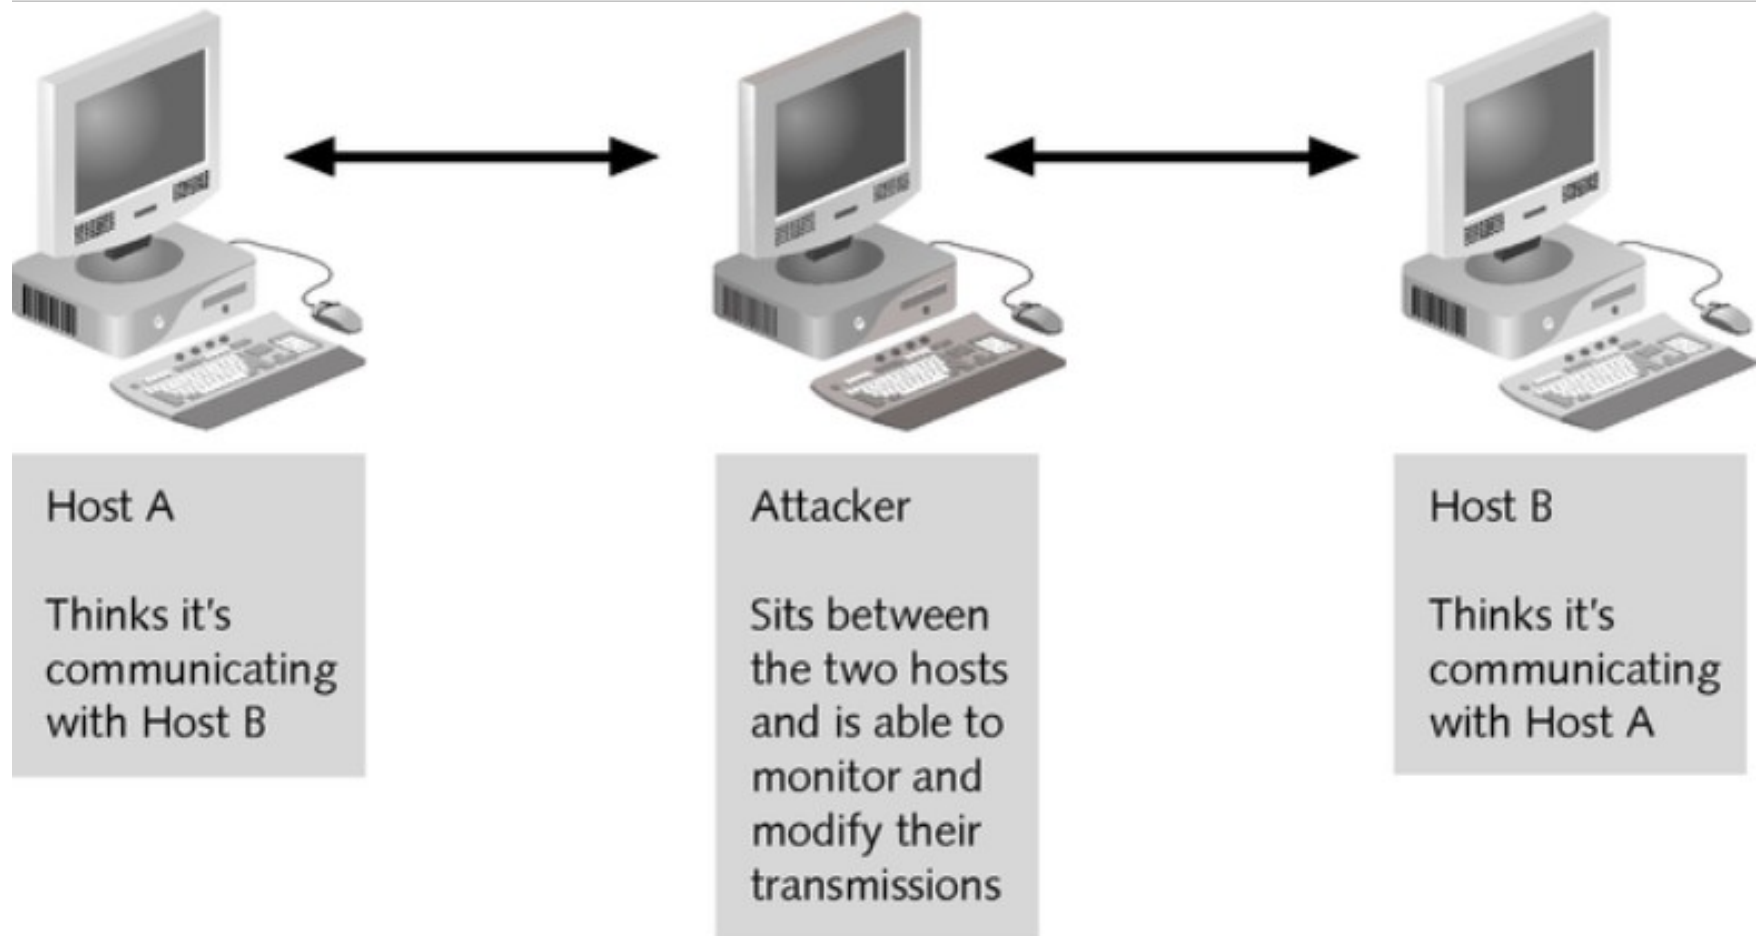 Host A
Thinks it's
communicating
with Host B
Attacker
Sits between
the two hosts
and is able to
monitor and
modify their
transmissions
Host B
Thinks it's
communicating
with Host A